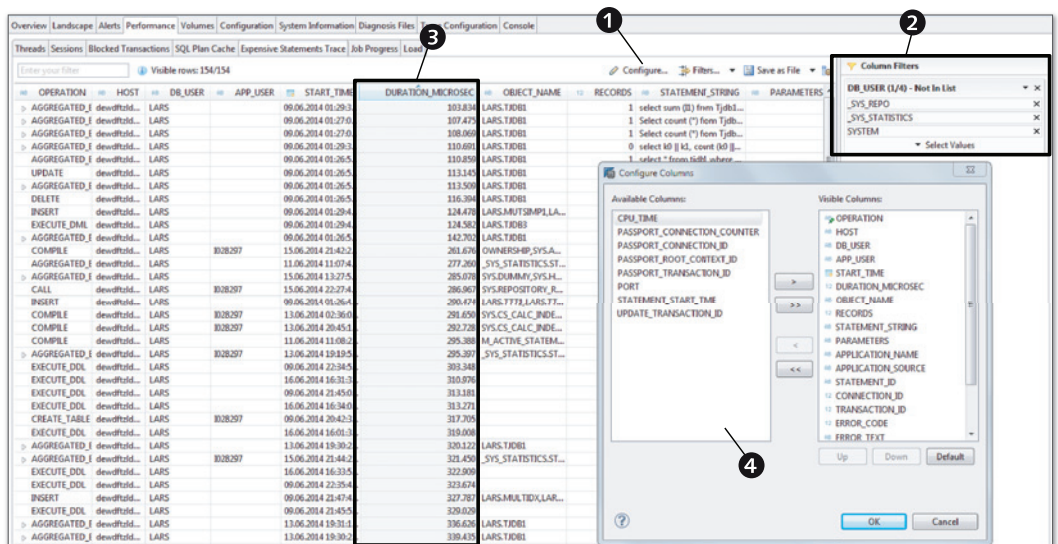 Overview Landscape Alerts Performance Volumes Configuration System Information Diagnosis Files Configuration Console
Threads Sessions Blocked Transactions SQL Plan Cache Expensive Statements Trace Job Progress Load
Enter your filter Visible rows: 154/154 Configure... Filters... Save as File
1
2
3
OPERATION HOST DB_USER APP_USER START_TIME DURATION_MICROSEC OBJECT_NAME RECORDS STATEMENT_STRING PARAMETERS
AGGREGATED_E dewdftzld... LARS 09.06.2014 01:29:3. 103.834 LARS.TJDB1 1 select sum (I1) from Tjdb1...
AGGREGATED_E dewdftzld... LARS 09.06.2014 01:27:0. 107.475 LARS.TJDB1 1 Select count (*) from Tjdb...
AGGREGATED_E dewdftzld... LARS 09.06.2014 01:27:0. 108.069 LARS.TJDB1 1 Select count (*) from Tjdb...
AGGREGATED_E dewdftzld... LARS 09.06.2014 01:29:3. 110.691 LARS.TJDB1 0 select k0 || k1, count (k0 ||...
AGGREGATED_E dewdftzld... LARS 09.06.2014 01:26:5. 110.859 LARS.TJDB1 1 select * from tjdb1 where
UPDATE dewdftzld... LARS 09.06.2014 01:26:5. 113.145 LARS.TJDB1
AGGREGATED_E dewdftzld... LARS 09.06.2014 01:26:5. 113.509 LARS.TJDB1
DELETE dewdftzld... LARS 09.06.2014 01:26:5. 116.394 LARS.TJDB1
INSERT dewdftzld... LARS 09.06.2014 01:29:4. 124.478 LARS.MUTSIMP1,LA...
EXECUTE_DML dewdftzld... LARS 09.06.2014 01:29:4. 124.582 LARS.TJDB3
AGGREGATED_E dewdftzld... LARS 09.06.2014 01:26:5. 142.702 LARS.TJDB1
COMPILE dewdftzld... LARS I028297 15.06.2014 21:42:2. 261.676 OWNERSHIP,SYS.A...
AGGREGATED_E dewdftzld... LARS 11.06.2014 11:07:4. 277.260 _SYS_STATISTICS.ST...
AGGREGATED_E dewdftzld... LARS 15.06.2014 13:27:5. 285.078 SYS.DUMMY,SYS.H...
CALL dewdftzld... LARS I028297 15.06.2014 22:27:4. 286.967 SYS.REPOSITORY_R...
INSERT dewdftzld... LARS 09.06.2014 01:26:4. 290.474 LARS.TTT2,LARS.TT...
COMPILE dewdftzld... LARS I028297 13.06.2014 02:36:0 291.650 SYS.CS_CALC_INDE...
COMPILE dewdftzld... LARS I028297 13.06.2014 20:45:1. 292.728 SYS.CS_CALC_INDE...
COMPILE dewdftzld... LARS 11.06.2014 11:08:2. 295.388 M_ACTIVE_STATEM...
AGGREGATED_E dewdftzld... LARS I028297 13.06.2014 19:19:5 295.397 _SYS_STATISTICS.ST...
EXECUTE_DDL dewdftzld... LARS 09.06.2014 22:34:5. 303.348
EXECUTE_DDL dewdftzld... LARS 16.06.2014 16:31:3. 310.976
EXECUTE_DDL dewdftzld... LARS 09.06.2014 21:45:0. 313.181
EXECUTE_DDL dewdftzld... LARS 16.06.2014 16:34:0 313.271
CREATE_TABLE dewdftzld... LARS I028297 09.06.2014 20:42:3. 317.705
EXECUTE_DDL dewdftzld... LARS 16.06.2014 16:01:3. 319.008
AGGREGATED_E dewdftzld... LARS 13.06.2014 19:30:2. 320.122 LARS.TJDB1
AGGREGATED_E dewdftzld... LARS I028297 15.06.2014 21:44:2. 321.450 _SYS_STATISTICS.ST...
EXECUTE_DDL dewdftzld... LARS 16.06.2014 16:33:5. 322.909
EXECUTE_DDL dewdftzld... LARS 09.06.2014 22:35:4. 323.674
INSERT dewdftzld... LARS 09.06.2014 21:47:4. 327.787 LARS.MULTIDX,LAR...
EXECUTE_DDL dewdftzld... LARS 09.06.2014 21:45:5. 329.029
AGGREGATED_E dewdftzld... LARS 13.06.2014 19:31:1. 336.626 LARS.TJDB1
AGGREGATED_E dewdftzld... LARS 13.06.2014 19:30:2. 339.435 LARS.TJDB1
Column Filters
DB_USER (1/4) - Not In List
_SYS_REPO
_SYS_STATISTICS
SYSTEM
Select Values
Configure Columns
Available Columns:
CPU_TIME
PASSPORT_CONNECTION_COUNTER
PASSPORT_CONNECTION_ID
PASSPORT_ROOT_CONTEXT_ID
PASSPORT_TRANSACTION_ID
PORT
STATEMENT_START_TIME
UPDATE_TRANSACTION_ID
4
>
>>
<
<<
Visible Columns:
OPERATION
HOST
DB_USER
APP_USER
START_TIME
DURATION_MICROSEC
OBJECT_NAME
RECORDS
STATEMENT_STRING
PARAMETERS
APPLICATION_NAME
APPLICATION_SOURCE
STATEMENT_ID
CONNECTION_ID
TRANSACTION_ID
ERROR_CODE
ERROR_TEXT
Up Down Default
OK Cancel